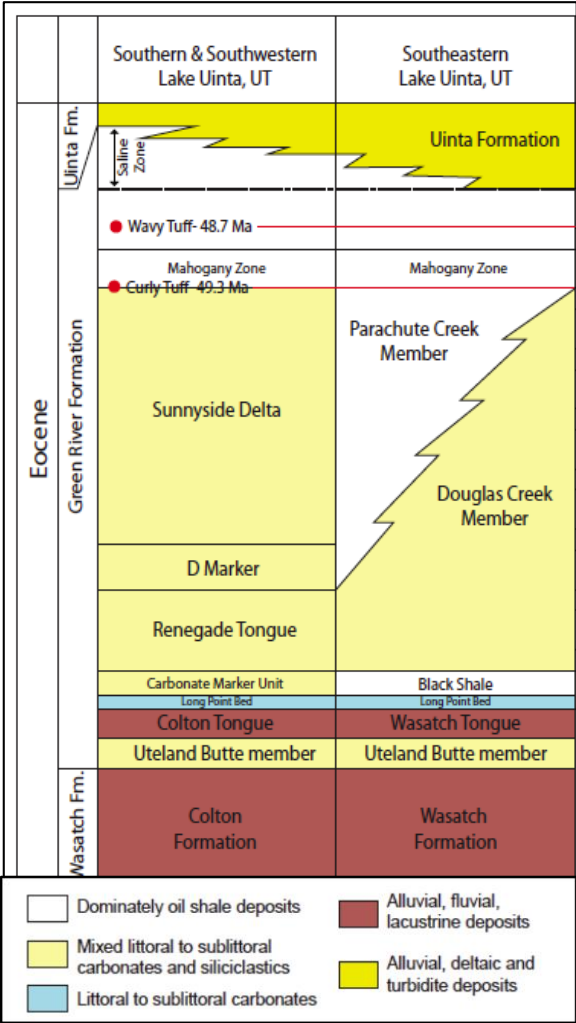 Southern & Southwestern
Lake Uinta, UT
Southeastern
Lake Uinta, UT
Eocene
Uinta Fm.
Green River Formation
Wasatch Fm.
Saline
Zone
Uinta Formation
Wavy Tuff- 48.7 Ma
Mahogany Zone
Mahogany Zone
Curly Tuff- 49.3 Ma
Parachute Creek
Member
Sunnyside Delta
Douglas Creek
Member
D Marker
Renegade Tongue
Carbonate Marker Unit
Black Shale
Long Point Bed
Long Point Bed
Colton Tongue
Wasatch Tongue
Uteland Butte member
Uteland Butte member
Colton
Formation
Wasatch
Formation
Dominately oil shale deposits
Mixed littoral to sublittoral
carbonates and siliciclastics
Littoral to sublittoral carbonates
Alluvial, fluvial,
lacustrine deposits
Alluvial, deltaic and
turbidite deposits